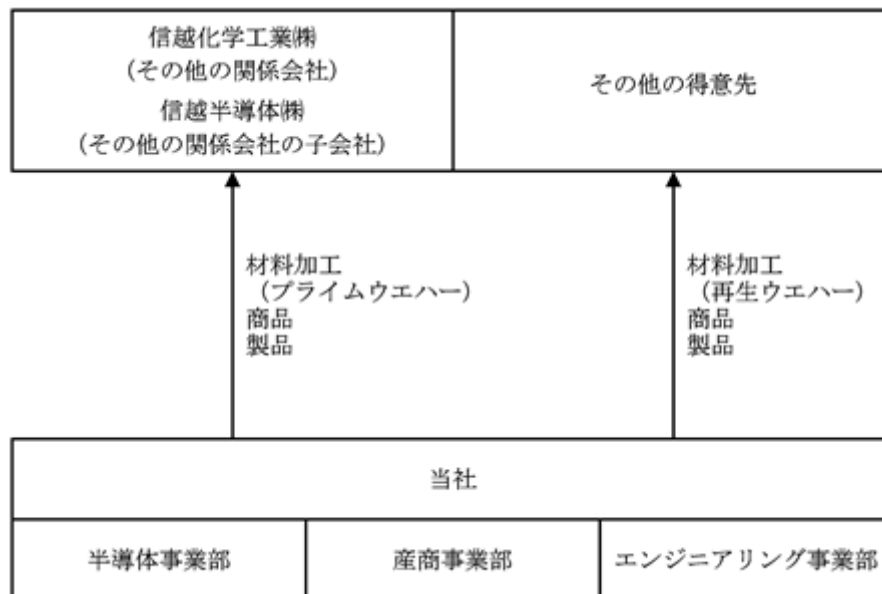 信越化学工業㈱
(その他の関係会社)
信越半導体㈱
(その他の関係会社の子会社)
その他の得意先
材料加工
(プライムウエハー)
商品
製品
材料加工
(再生ウエハー)
商品
製品
当社
半導体事業部
産商事業部
エンジニアリング事業部